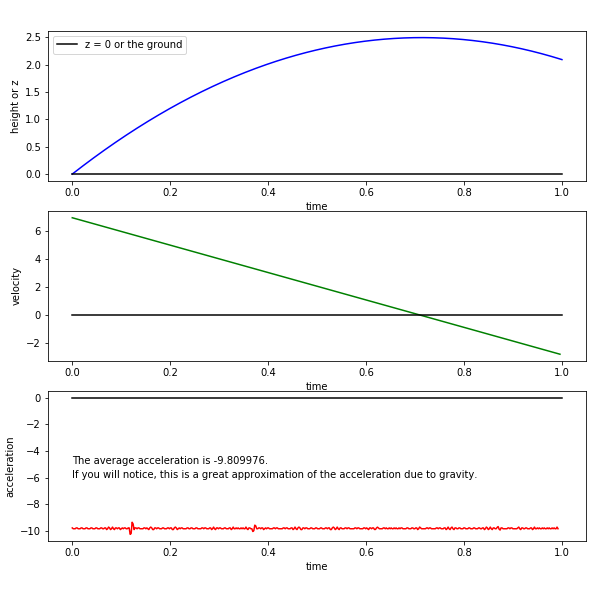 z = 0 or the ground
height or z
2.5
2.0
1.5
1.0
0.5
0.0
0.0 0.2 0.4 0.6 0.8 1.0
time
velocity
6
4
2
0
−2
0.0 0.2 0.4 0.6 0.8 1.0
time
acceleration
0
−2
−4
−6
−8
−10
The average acceleration is -9.809976.
If you will notice, this is a great approximation of the acceleration due to gravity.
0.0 0.2 0.4 0.6 0.8 1.0
time